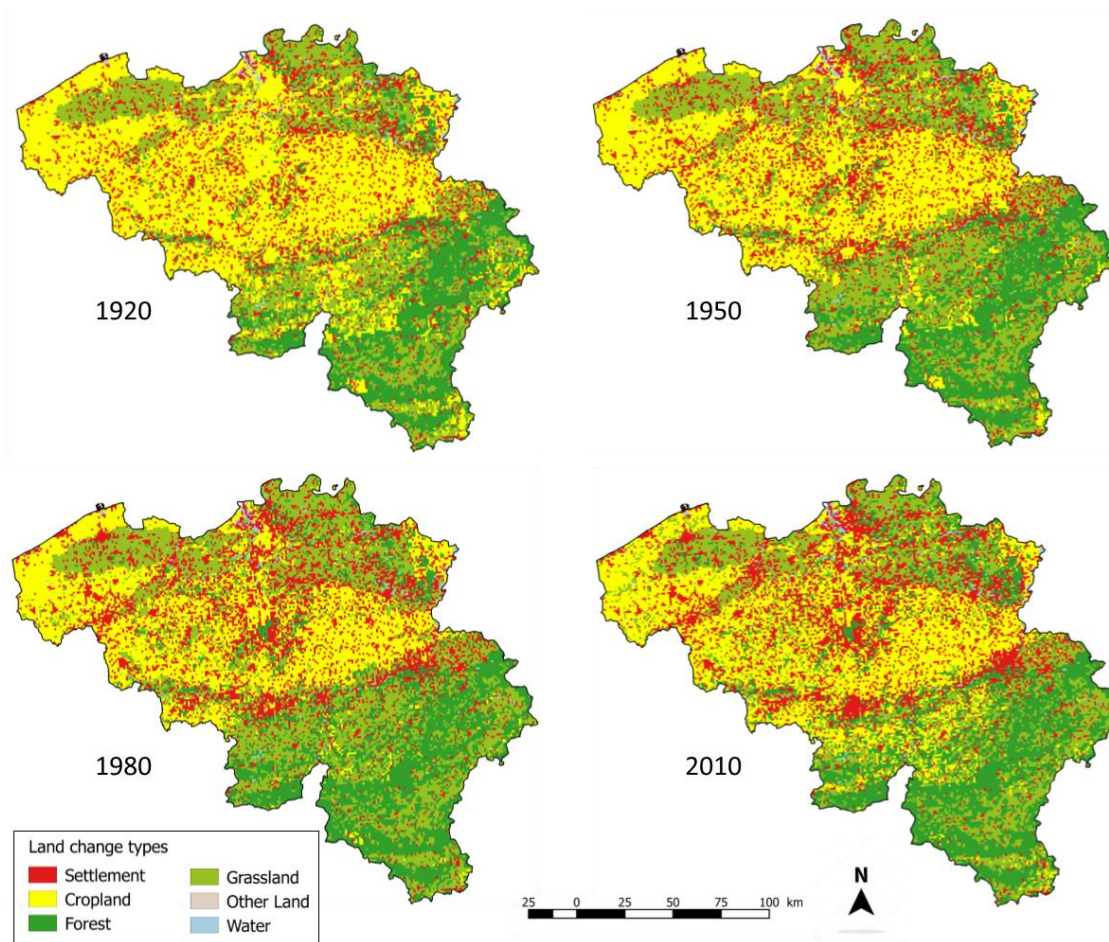 1920
1950
1980
2010
Land change types
Settlement
Cropland
Forest
Grassland
Other Land
Water
25 0 25 50 75 100 km
N